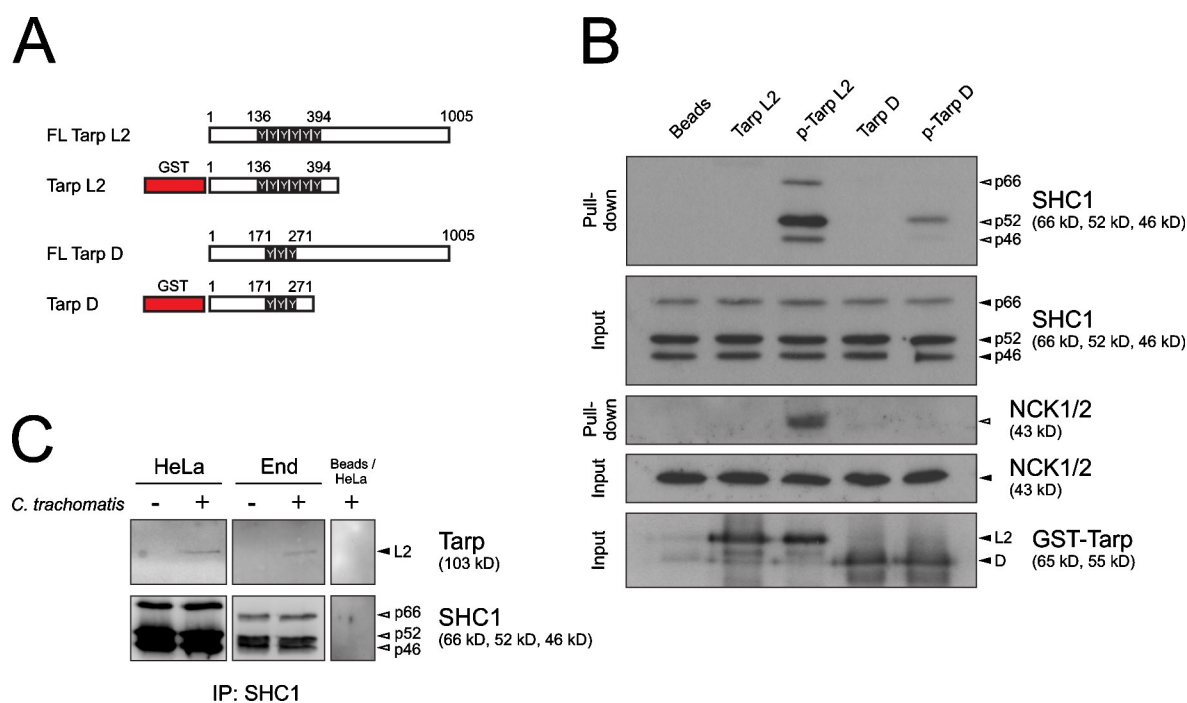 A
1 136 394 1005
FL Tarp L2 Y Y Y Y Y Y
GST 1 136 394
Tarp L2 Y Y Y Y Y Y
1 171 271 1005
FL Tarp D Y Y Y
GST 1 171 271
Tarp D Y Y Y
B
Beads Tarp L2 p-Tarp L2 Tarp D p-Tarp D
Pull-
down
p66
p52
p46
SHC1
(66 kD, 52 kD, 46 kD)
Input
p66
p52
p46
SHC1
(66 kD, 52 kD, 46 kD)
Pull-
down
NCK1/2
(43 kD)
Input
NCK1/2
(43 kD)
Input
L2
D
GST-Tarp
(65 kD, 55 kD)
C
HeLa End Beads /
HeLa
C. trachomatis - + - + +
L2
Tarp
(103 kD)
p66
p52
p46
SHC1
(66 kD, 52 kD, 46 kD)
IP: SHC1